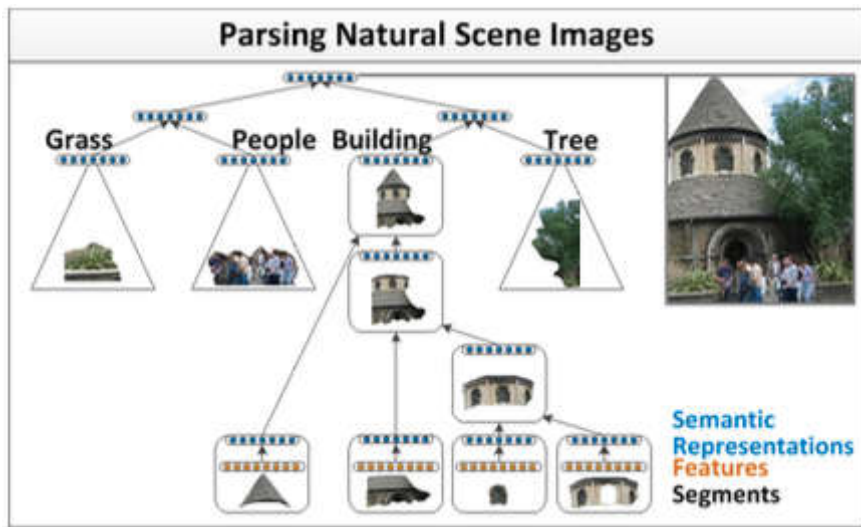 Parsing Natural Scene Images
Grass People Building Tree
Semantic
Representations
Features
Segments